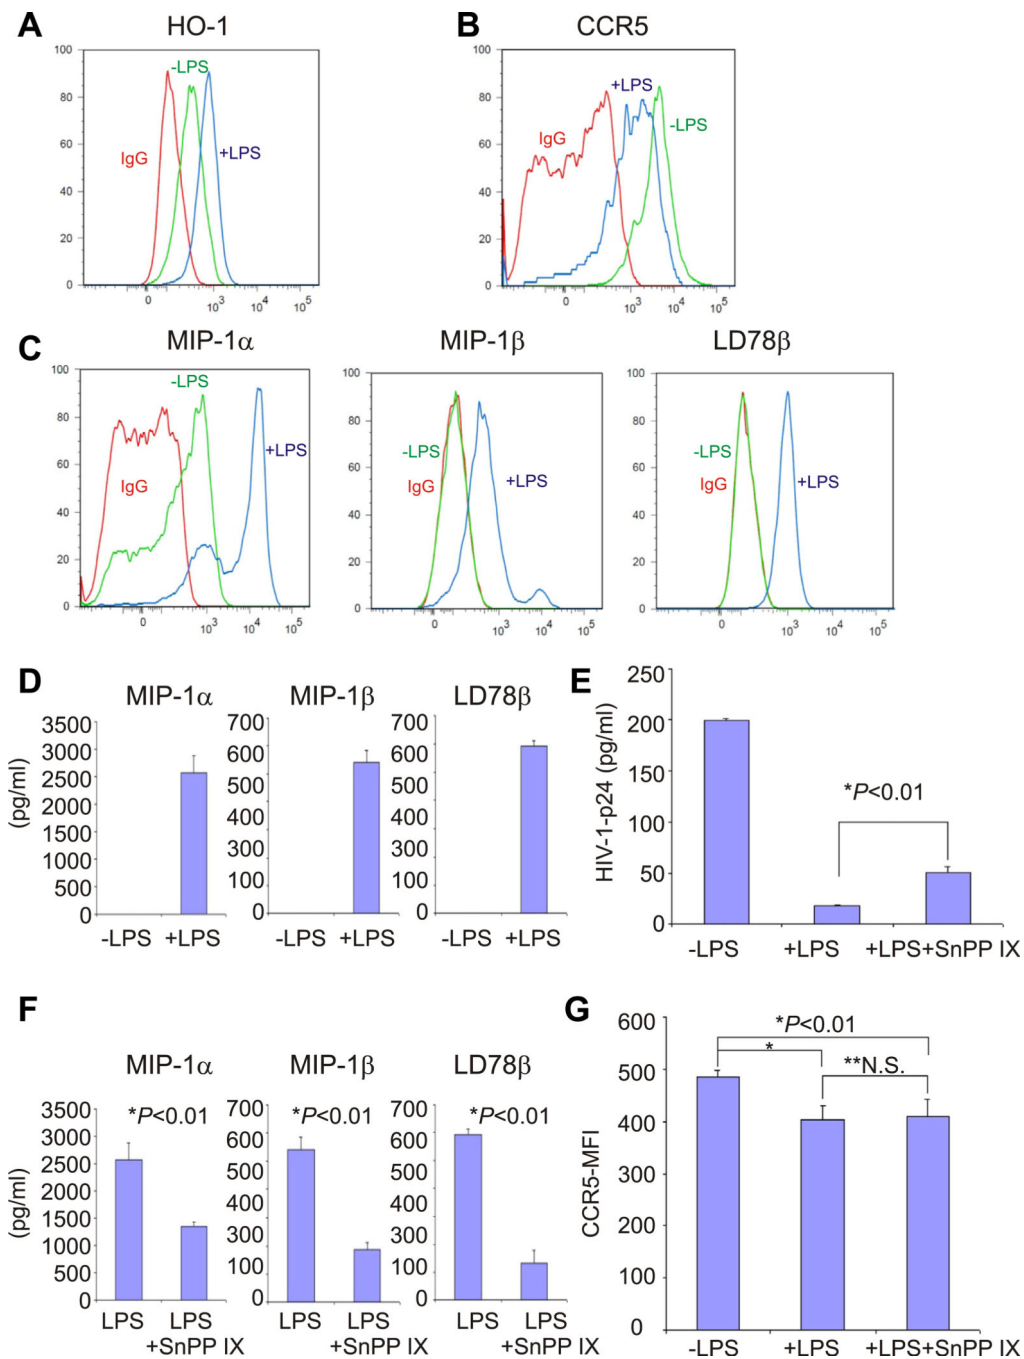 A HO-1
100
80
60
40
20
0
-LPS
IgG
+LPS
0 10³ 10⁴ 10⁵
B CCR5
100
80
60
40
20
0
+LPS
-LPS
IgG
0 10³ 10⁴ 10⁵
C
MIP-1α
100
80
60
40
20
0
-LPS
+LPS
IgG
0 10³ 10⁴ 10⁵
MIP-1β
100
80
60
40
20
0
-LPS
IgG
+LPS
0 10³ 10⁴ 10⁵
LD78β
100
80
60
40
20
0
-LPS
IgG
+LPS
0 10³ 10⁴ 10⁵
D
MIP-1α
(pg/ml)
3500
3000
2500
2000
1500
1000
500
0
-LPS +LPS
MIP-1β
700
600
500
400
300
200
100
0
-LPS +LPS
LD78β
700
600
500
400
300
200
100
0
-LPS +LPS
E
HIV-1-p24 (pg/ml)
250
200
150
100
50
0
*P<0.01
-LPS +LPS +LPS+SnPP IX
F
MIP-1α
*P<0.01
(pg/ml)
3500
3000
2500
2000
1500
1000
500
0
LPS LPS
+SnPP IX
MIP-1β
*P<0.01
700
600
500
400
300
200
100
0
LPS LPS
+SnPP IX
LD78β
*P<0.01
700
600
500
400
300
200
100
0
LPS LPS
+SnPP IX
G
CCR5-MFI
600
500
400
300
200
100
0
*P<0.01
*
**N.S.
-LPS +LPS +LPS+SnPP IX